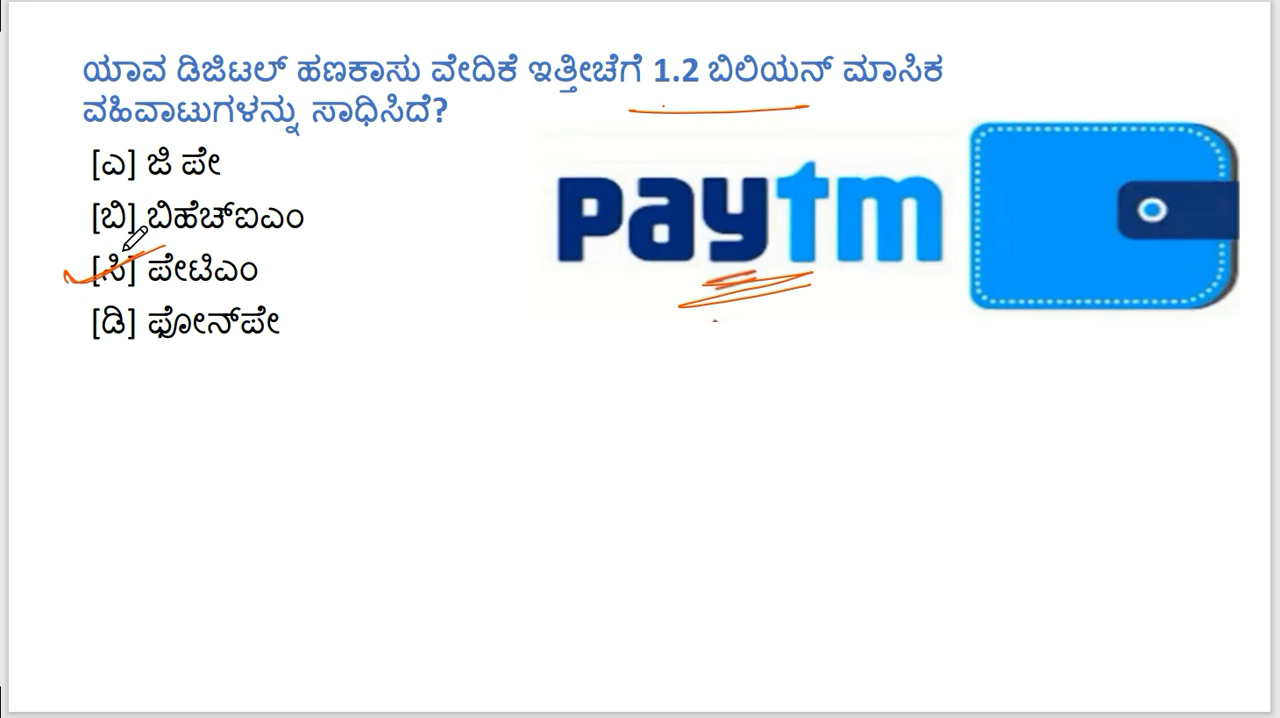 ಯಾವ ಡಿಜಿಟಲ್ ಹಣಕಾಸು ವೇದಿಕೆ ಇತ್ತೀಚೆಗೆ 1.2 ಬಿಲಿಯನ್ ಮಾಸಿಕ
ವಹಿವಾಟುಗಳನ್ನು ಸಾಧಿಸಿದೆ?
[ಎ] ಜಿ ಪೇ
[ಬಿ] ಬಿಹೆಚ್‌ಐಎಂ
[ಸಿ] ಪೇಟಿಎಂ
[ಡಿ] ಫೋನ್‌ಪೇ
paytm